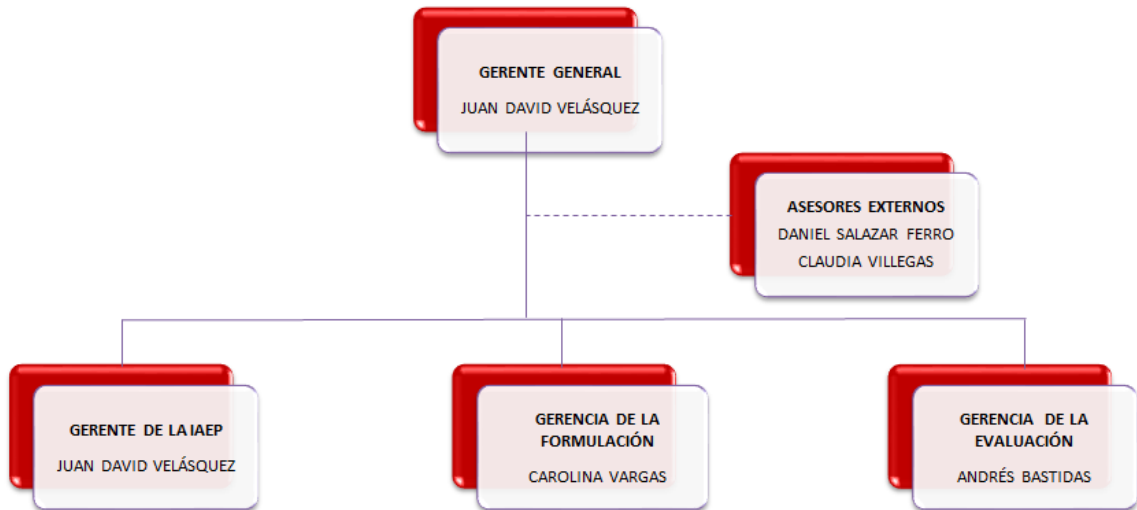 GERENTE GENERAL
JUAN DAVID VELÁSQUEZ
ASESORES EXTERNOS
DANIEL SALAZAR FERRO
CLAUDIA VILLEGAS
GERENTE DE LA IAEP
JUAN DAVID VELÁSQUEZ
GERENCIA DE LA
FORMULACIÓN
CAROLINA VARGAS
GERENCIA DE LA
EVALUACIÓN
ANDRÉS BASTIDAS